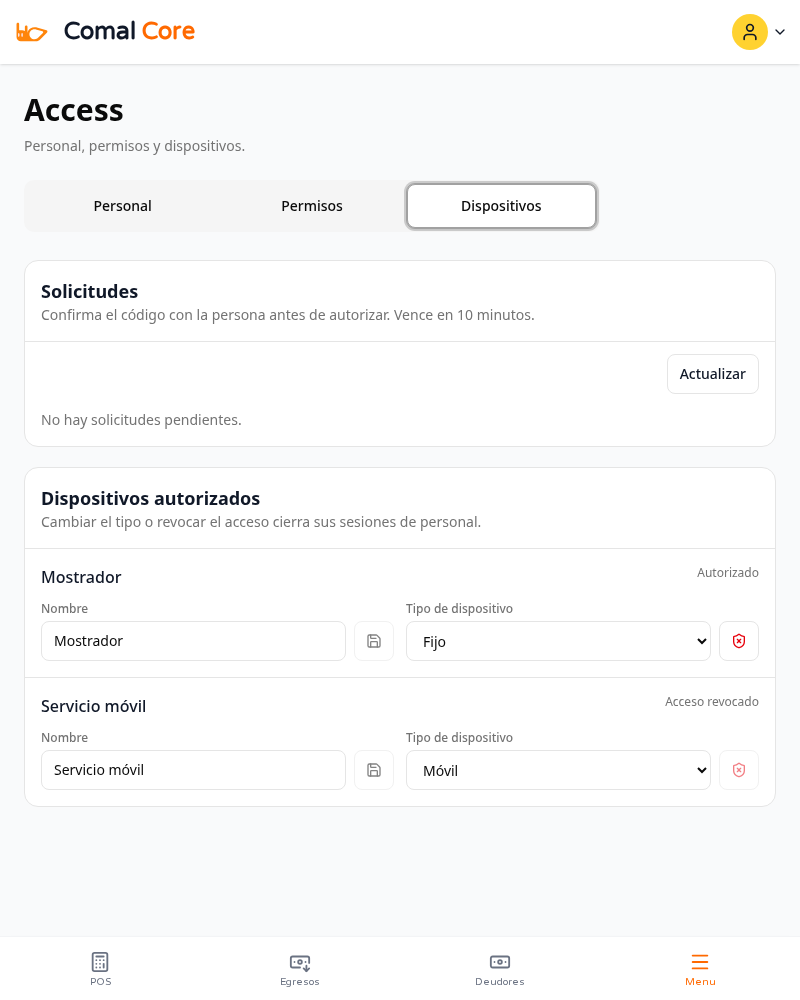 Comal Core
Access
Personal, permisos y dispositivos.
Personal
Permisos
Dispositivos
Solicitudes
Confirma el código con la persona antes de autorizar. Vence en 10 minutos.
Actualizar
No hay solicitudes pendientes.
Dispositivos autorizados
Cambiar el tipo o revocar el acceso cierra sus sesiones de personal.
Mostrador
Autorizado
Nombre
Tipo de dispositivo
Mostrador
Fijo
Servicio móvil
Acceso revocado
Nombre
Tipo de dispositivo
Servicio móvil
Móvil
POS
Egresos
Deudores
Menu